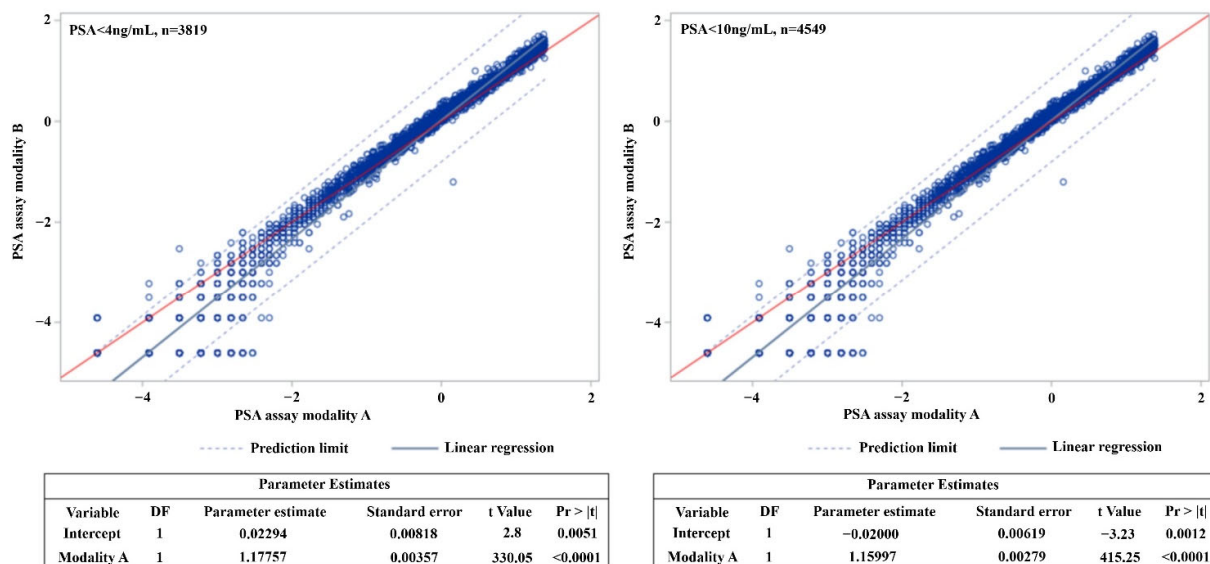 PSA<4ng/mL, n=3819
2
0
−2
−4
PSA assay modality B
−4
−2
0
2
PSA assay modality A
Prediction limit
Linear regression
Parameter Estimates
Variable DF Parameter estimate Standard error t Value Pr > |t|
Intercept 1 0.02294 0.00818 2.8 0.0051
Modality A 1 1.17757 0.00357 330.05 <0.0001
PSA<10ng/mL, n=4549
2
0
−2
−4
PSA assay modality B
−4
−2
0
2
PSA assay modality A
Prediction limit
Linear regression
Parameter Estimates
Variable DF Parameter estimate Standard error t Value Pr > |t|
Intercept 1 −0.02000 0.00619 −3.23 0.0012
Modality A 1 1.15997 0.00279 415.25 <0.0001